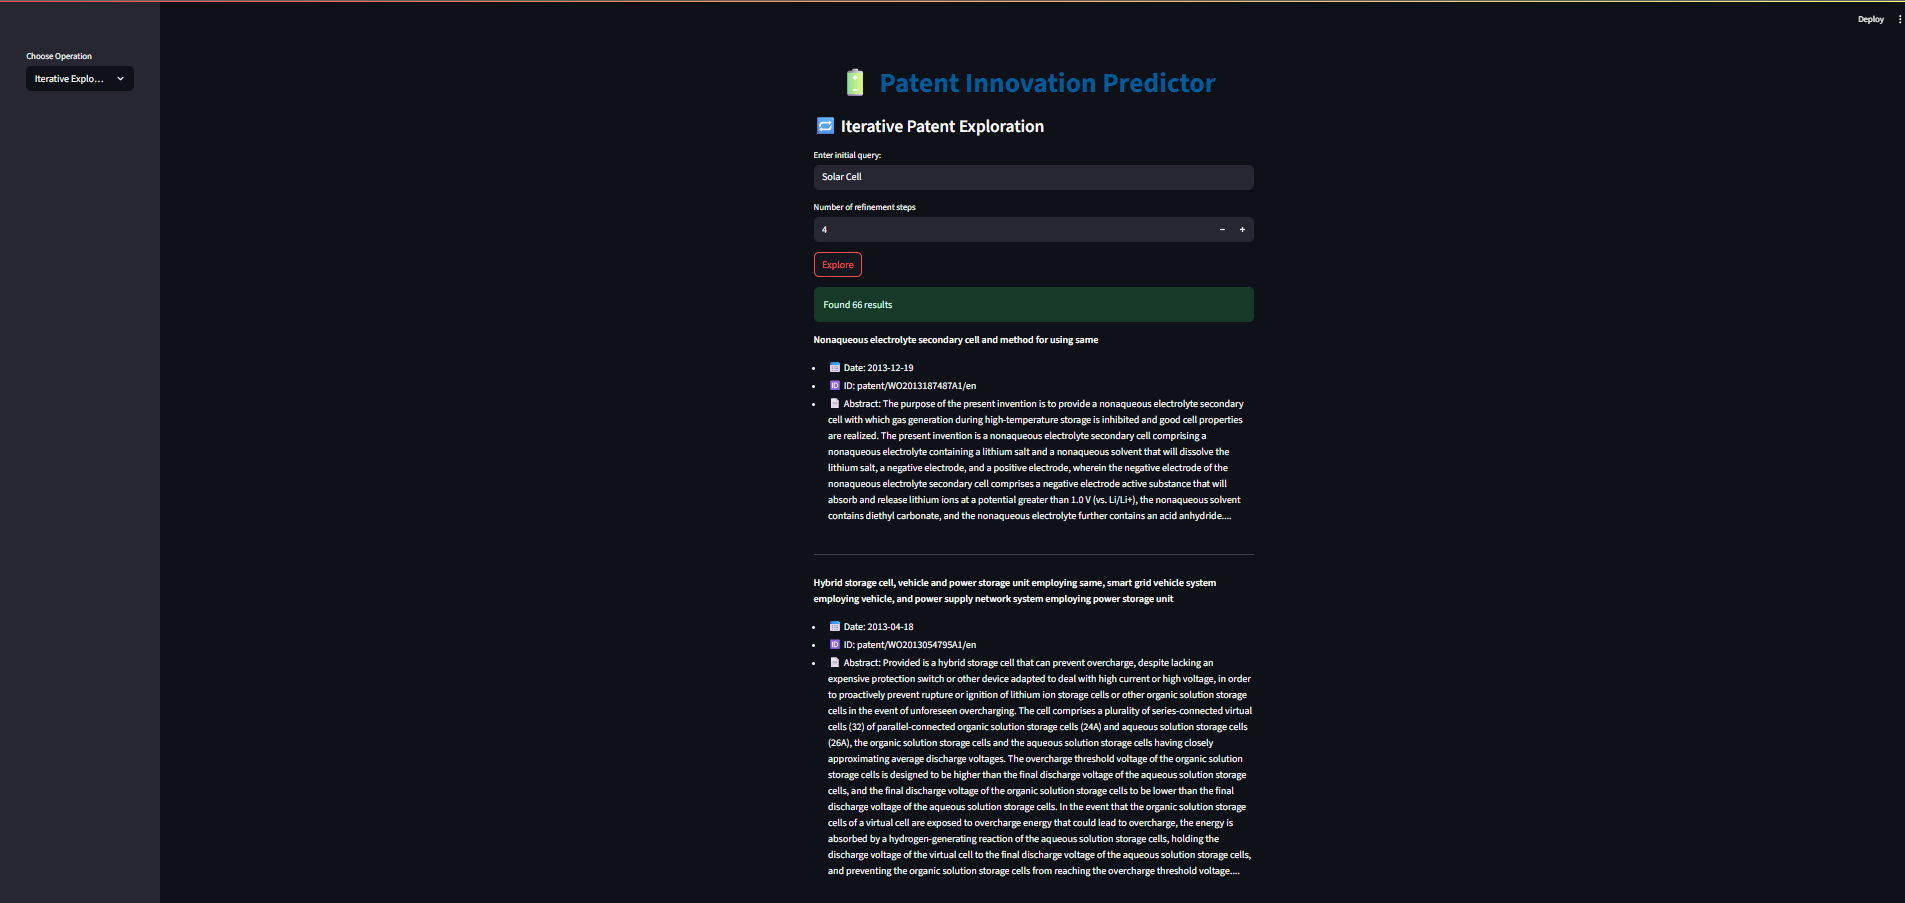 Deploy
Choose Operation
Iterative Explo...
Patent Innovation Predictor
Iterative Patent Exploration
Enter initial query:
Solar Cell
Number of refinement steps
4
Explore
Found 66 results
Nonaqueous electrolyte secondary cell and method for using same
Date: 2013-12-19
ID: patent/WO2013187487A1/en
Abstract: The purpose of the present invention is to provide a nonaqueous electrolyte secondary
cell with which gas generation during high-temperature storage is inhibited and good cell properties
are realized. The present invention is a nonaqueous electrolyte secondary cell comprising a
nonaqueous electrolyte containing a lithium salt and a nonaqueous solvent that will dissolve the
lithium salt, a negative electrode, and a positive electrode, wherein the negative electrode of the
nonaqueous electrolyte secondary cell comprises a negative electrode active substance that will
absorb and release lithium ions at a potential greater than 1.0 V (vs. Li/Li+), the nonaqueous solvent
contains diethyl carbonate, and the nonaqueous electrolyte further contains an acid anhydride....
Hybrid storage cell, vehicle and power storage unit employing same, smart grid vehicle system
employing vehicle, and power supply network system employing power storage unit
Date: 2013-04-18
ID: patent/WO2013054795A1/en
Abstract: Provided is a hybrid storage cell that can prevent overcharge, despite lacking an
expensive protection switch or other device adapted to deal with high current or high voltage, in order
to proactively prevent rupture or ignition of lithium ion storage cells or other organic solution storage
cells in the event of unforeseen overcharging. The cell comprises a plurality of series-connected virtual
cells (32) of parallel-connected organic solution storage cells (24A) and aqueous solution storage cells
(26A), the organic solution storage cells and the aqueous solution storage cells having closely
approximating average discharge voltages. The overcharge threshold voltage of the organic solution
storage cells is designed to be higher than the final discharge voltage of the aqueous solution storage
cells, and the final discharge voltage of the organic solution storage cells to be lower than the final
discharge voltage of the aqueous solution storage cells. In the event that the organic solution storage
cells of a virtual cell are exposed to overcharge energy that could lead to overcharge, the energy is
absorbed by a hydrogen-generating reaction of the aqueous solution storage cells, holding the
discharge voltage of the virtual cell to the final discharge voltage of the aqueous solution storage cells,
and preventing the organic solution storage cells from reaching the overcharge threshold voltage....